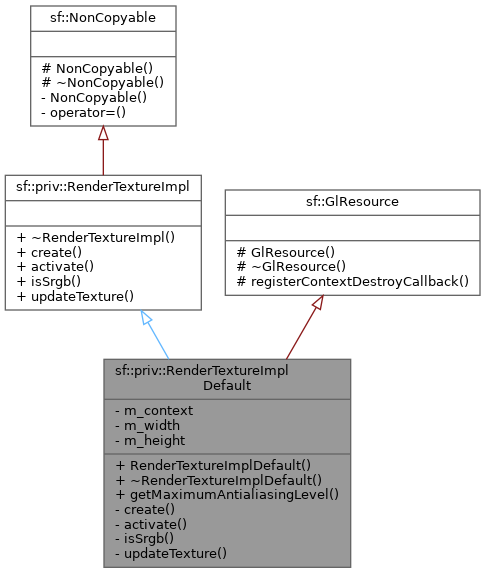 sf::NonCopyable
# NonCopyable()
# ~NonCopyable()
- NonCopyable()
- operator=()
sf::priv::RenderTextureImpl
+ ~RenderTextureImpl()
+ create()
+ activate()
+ isSrgb()
+ updateTexture()
sf::GlResource
# GlResource()
# ~GlResource()
# registerContextDestroyCallback()
sf::priv::RenderTextureImpl
Default
- m_context
- m_width
- m_height
+ RenderTextureImplDefault()
+ ~RenderTextureImplDefault()
+ getMaximumAntialiasingLevel()
- create()
- activate()
- isSrgb()
- updateTexture()